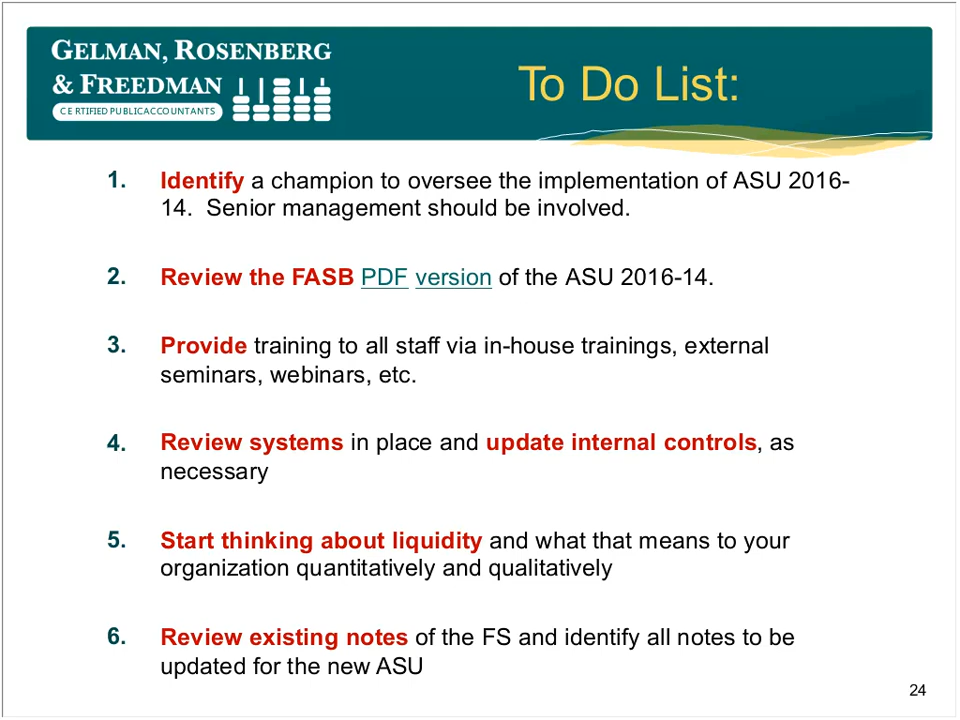 GELMAN, ROSENBERG
& FREEDMAN
CERTIFIED PUBLIC ACCOUNTANTS
To Do List:
1. Identify a champion to oversee the implementation of ASU 2016-
14.  Senior management should be involved.
2. Review the FASB PDF version of the ASU 2016-14.
3. Provide training to all staff via in-house trainings, external
seminars, webinars, etc.
4. Review systems in place and update internal controls, as
necessary
5. Start thinking about liquidity and what that means to your
organization quantitatively and qualitatively
6. Review existing notes of the FS and identify all notes to be
updated for the new ASU
24